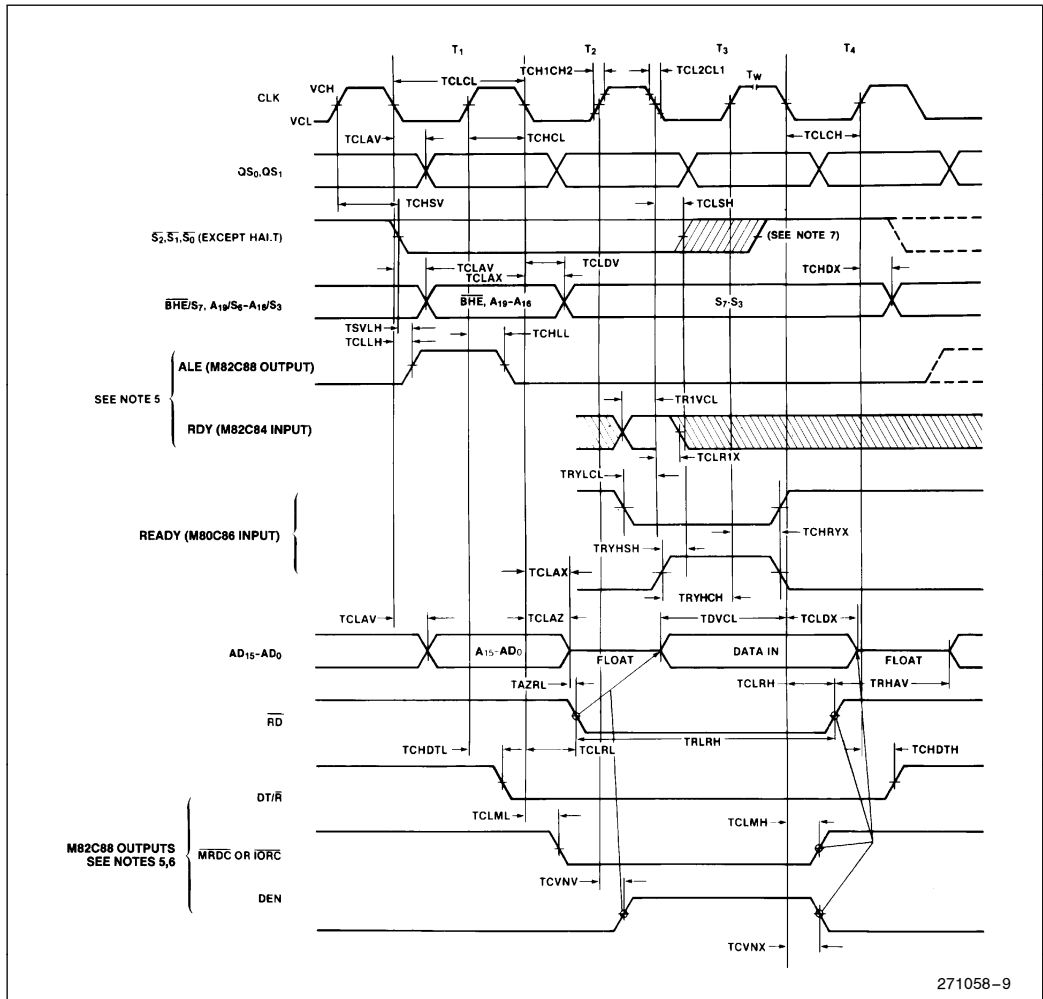 T1 T2 T3 T4
TCLCL TCH1CH2 TCL2CL1 TW
CLK VCH
VCL
TCLAV TCHCL TCLCH
QS0,QS1
TCHSV TCLSH
S2,S1,S0 (EXCEPT HALT) (SEE NOTE 7)
TCLAV TCLDV
TCLAX TCHDX
BHE/S7, A19/S6-A16/S3 BHE, A19-A16 S7-S3
TSVLH
TCLLH TCHLL
ALE (M82C88 OUTPUT)
SEE NOTE 5
TR1VCL
RDY (M82C84 INPUT)
TCLR1X
TRYLCL
READY (M80C86 INPUT)
TCHRYX
TRYHSH
TCLAX
TRYHCH
TCLAV TCLAZ TDVCL TCLDX
AD15-AD0 A15-AD0 FLOAT DATA IN FLOAT
TAZRL TCLRH TRHAV
RD
TCHDTL TCLRL TRLRH TCHDTH
DT/R
TCLML TCLMH
M82C88 OUTPUTS
SEE NOTES 5,6
MRDC OR IORC
TCVNV
DEN
TCVNX
271058-9